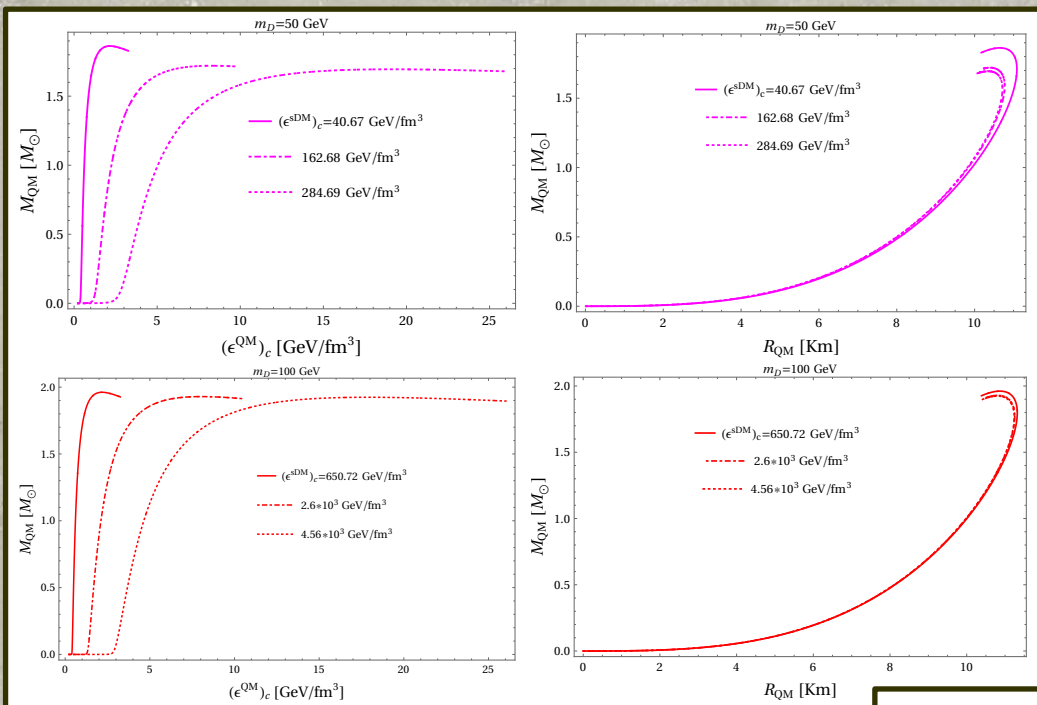 m_D=50 GeV
M_QM [M_⊙]
0.0
0.5
1.0
1.5
(ϵ^sDM)_c=40.67 GeV/fm³
162.68 GeV/fm³
284.69 GeV/fm³
0 5 10 15 20 25
(ϵ^QM)_c [GeV/fm³]
m_D=50 GeV
M_QM [M_⊙]
1.5
1.0
0.5
0.0
(ϵ^sDM)_c=40.67 GeV/fm³
162.68 GeV/fm³
284.69 GeV/fm³
0 2 4 6 8 10
R_QM [Km]
m_D=100 GeV
M_QM [M_⊙]
2.0
1.5
1.0
0.5
0.0
(ϵ^sDM)_c=650.72 GeV/fm³
2.6*10³ GeV/fm³
4.56*10³ GeV/fm³
0 5 10 15 20 25
(ϵ^QM)_c [GeV/fm³]
m_D=100 GeV
M_QM [M_⊙]
2.0
1.5
1.0
0.5
0.0
(ϵ^sDM)_c=650.72 GeV/fm³
2.6*10³ GeV/fm³
4.56*10³ GeV/fm³
0 2 4 6 8 10
R_QM [Km]